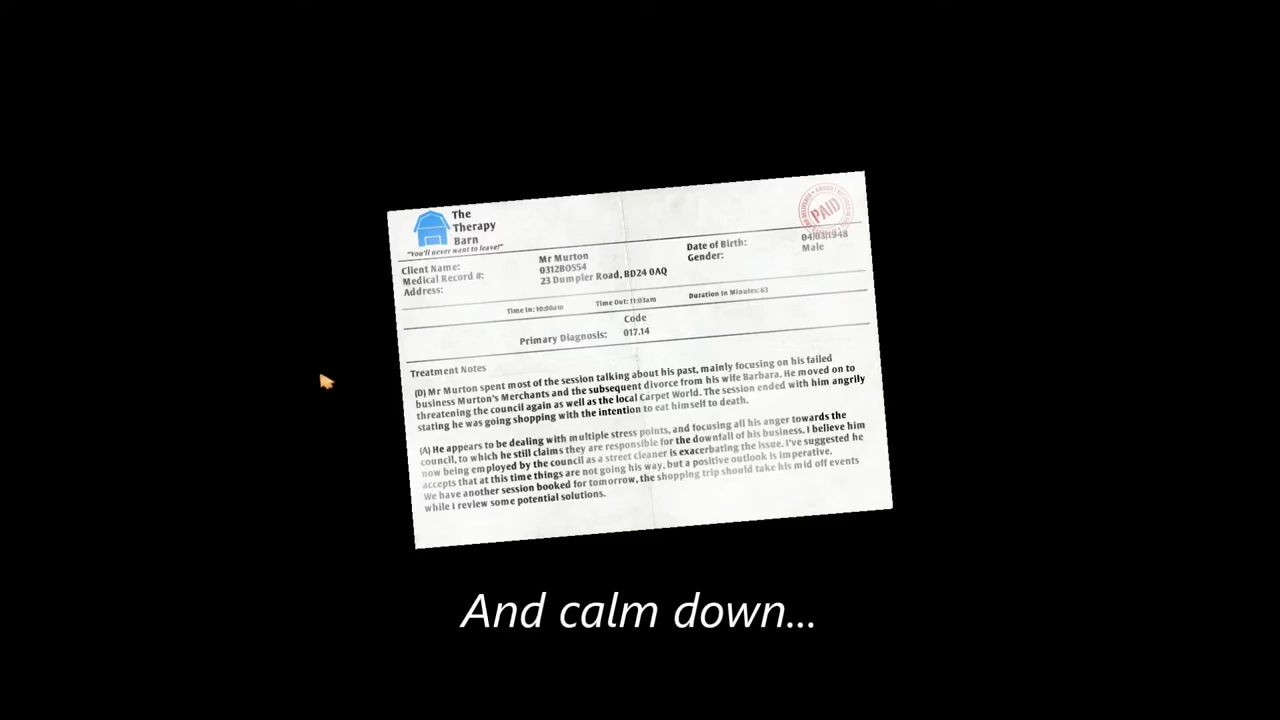 The
Therapy
Barn
"You'll never want to leave!"
PAID
Client Name: Mr Murton Date of Birth: 04/03/1948
Medical Record #: 0312B0554 Gender: Male
Address: 23 Dumpler Road, BD24 0AQ
Time In: 10:00am Time Out: 11:03am Duration in Minutes: 63
Code
Primary Diagnosis: 017.14
Treatment Notes
(D) Mr Murton spent most of the session talking about his past, mainly focusing on his failed
business Murton's Merchants and the subsequent divorce from his wife Barbara. He moved on to
threatening the council again as well as the local Carpet World. The session ended with him angrily
stating he was going shopping with the intention to eat himself to death.
(A) He appears to be dealing with multiple stress points, and focusing all his anger towards the
council, to which he still claims they are responsible for the downfall of his business. I believe him
now being employed by the council as a street cleaner is exacerbating the issue. I've suggested he
accepts that at this time things are not going his way, but a positive outlook is imperative.
We have another session booked for tomorrow, the shopping trip should take his mid off events
while I review some potential solutions.
And calm down...